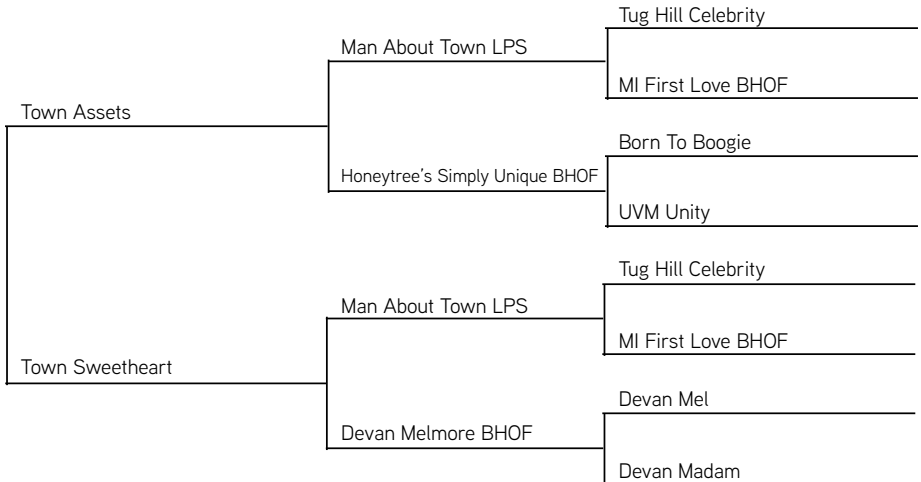 Tug Hill Celebrity
Man About Town LPS
MI First Love BHOF
Town Assets
Born To Boogie
Honeytree's Simply Unique BHOF
UVM Unity
Tug Hill Celebrity
Man About Town LPS
MI First Love BHOF
Town Sweetheart
Devan Mel
Devan Melmore BHOF
Devan Madam